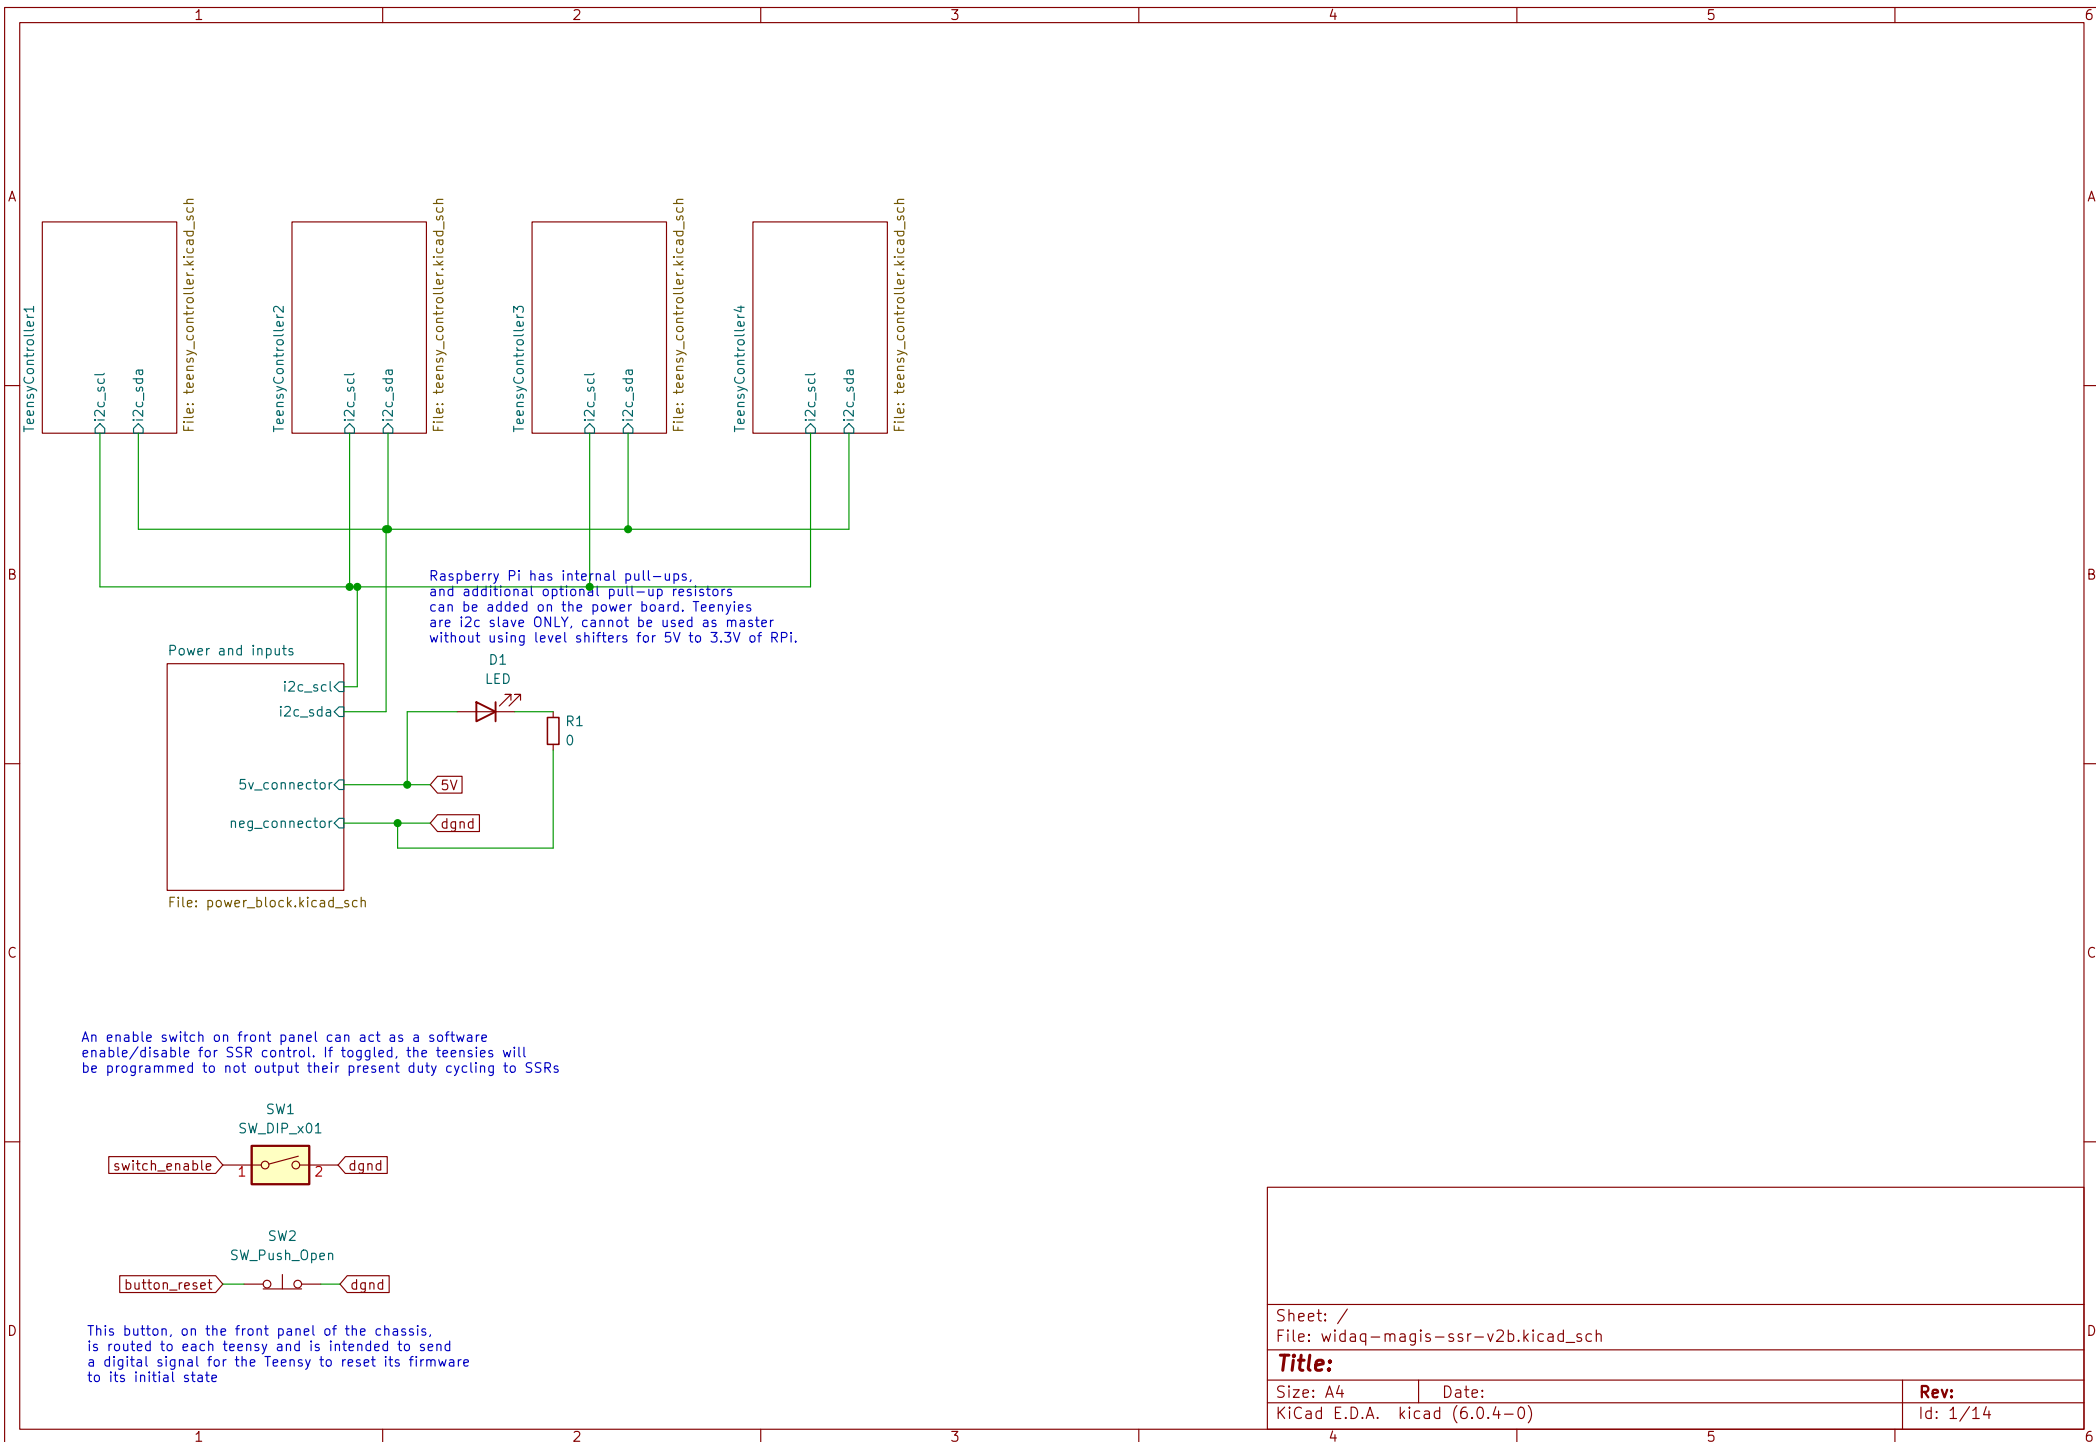 1 2 3 4 5 6
A A
TeensyController1
i2c_scl
i2c_sda
File: teensy_controller.kicad_sch
TeensyController2
i2c_scl
i2c_sda
File: teensy_controller.kicad_sch
TeensyController3
i2c_scl
i2c_sda
File: teensy_controller.kicad_sch
TeensyController4
i2c_scl
i2c_sda
File: teensy_controller.kicad_sch
B B
Raspberry Pi has internal pull-ups,
and additional optional pull-up resistors
can be added on the power board. Teenyies
are i2c slave ONLY, cannot be used as master
without using level shifters for 5V to 3.3V of RPi.
Power and inputs
i2c_scl
i2c_sda
5v_connector
neg_connector
File: power_block.kicad_sch
D1
LED
R1
0
5V
dgnd
C C
An enable switch on front panel can act as a software
enable/disable for SSR control. If toggled, the teensies will
be programmed to not output their present duty cycling to SSRs
SW1
SW_DIP_x01
switch_enable 1 2 dgnd
SW2
SW_Push_Open
button_reset dgnd
D D
This button, on the front panel of the chassis,
is routed to each teensy and is intended to send
a digital signal for the Teensy to reset its firmware
to its initial state
Sheet: /
File: widaq-magis-ssr-v2b.kicad_sch
Title:
Size: A4 Date: Rev:
KiCad E.D.A. kicad (6.0.4-0) Id: 1/14
1 2 3 4 5 6